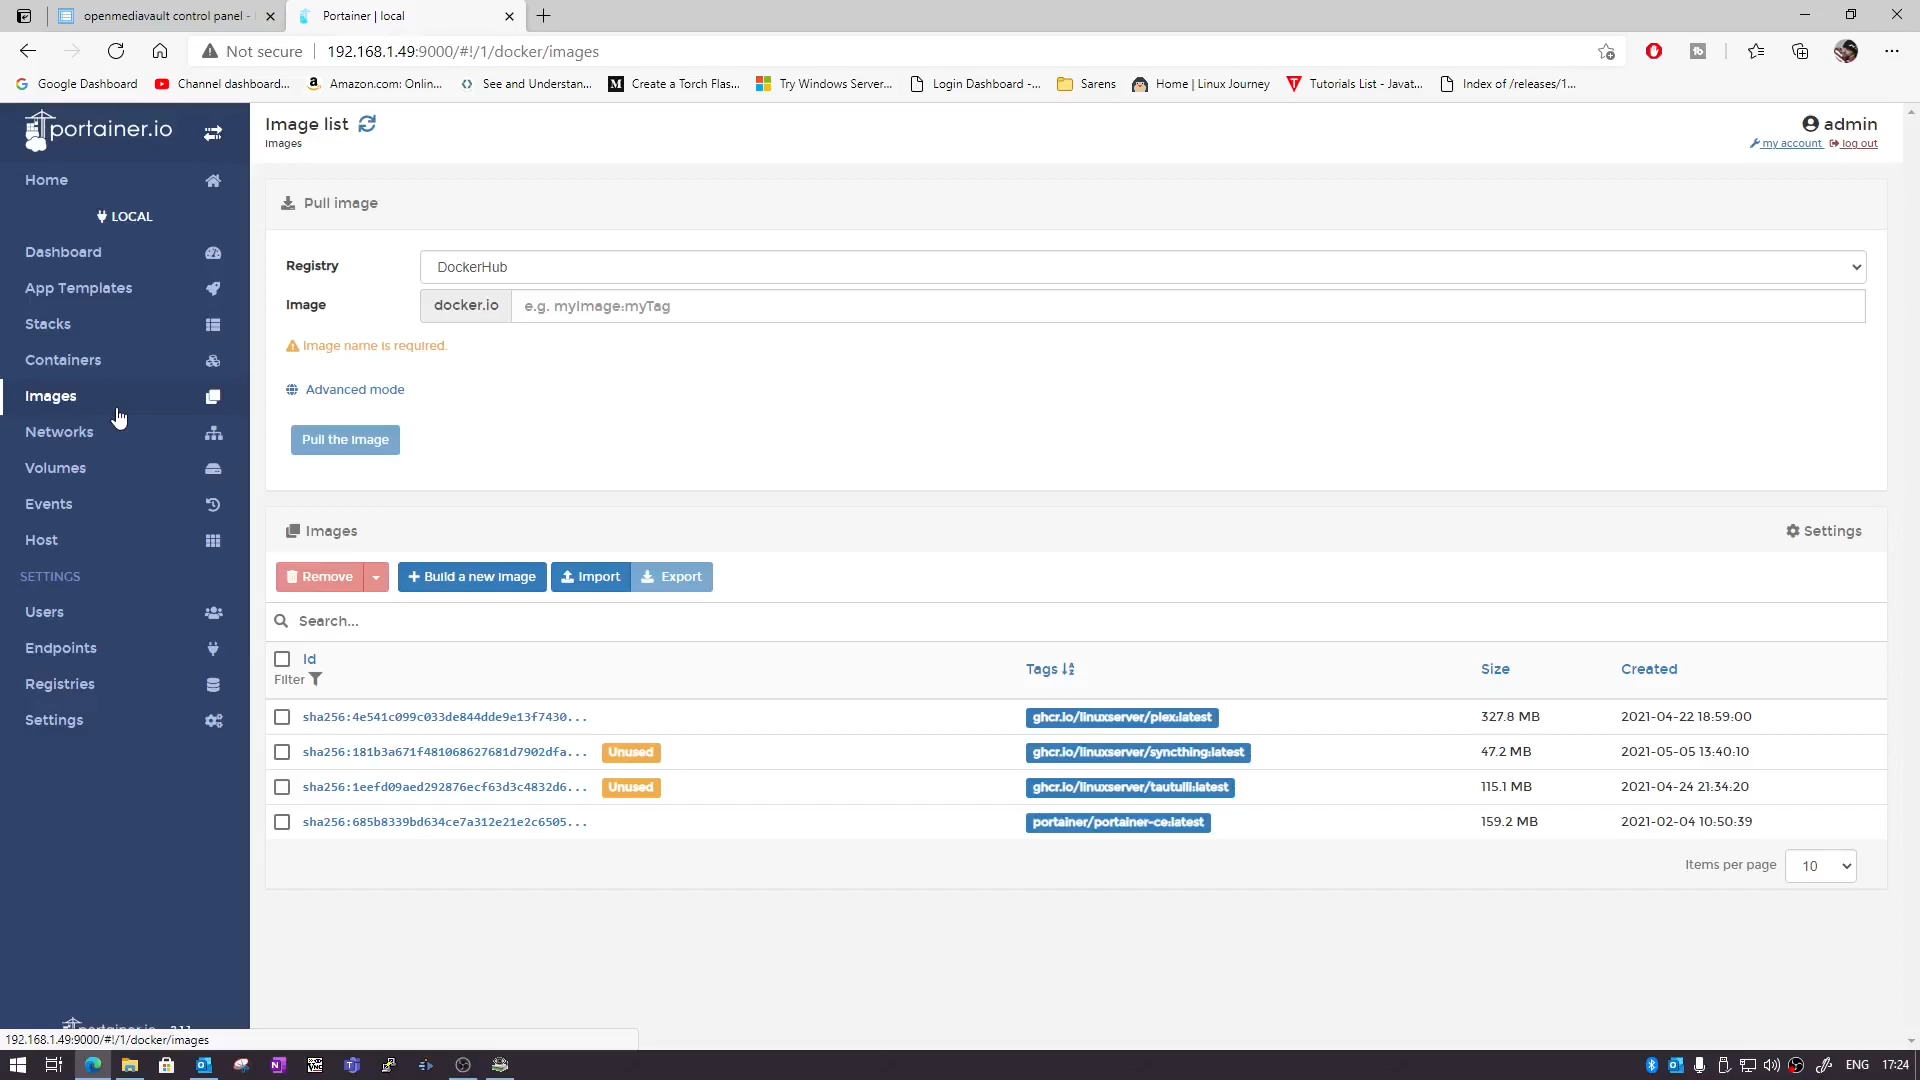 openmediavault control panel -
Portainer | local
Not secure
192.168.1.49:9000/#!/1/docker/images
Google Dashboard
Channel dashboard...
Amazon.com: Onlin...
See and Understan...
Create a Torch Flas...
Try Windows Server...
Login Dashboard -...
Sarens
Home | Linux Journey
Tutorials List - Javat...
Index of /releases/1...
portainer.io
Image list
Images
admin
my account
log out
Home
LOCAL
Dashboard
App Templates
Stacks
Containers
Images
Networks
Volumes
Events
Host
SETTINGS
Users
Endpoints
Registries
Settings
Pull image
Registry
DockerHub
Image
docker.io
e.g. myImage:myTag
Image name is required.
Advanced mode
Pull the image
Images
Settings
Remove
Build a new image
Import
Export
Search...
Id
Filter
Tags
Size
Created
sha256:4e541c099c033de844dde9e13f7430...
ghcr.io/linuxserver/plex:latest
327.8 MB
2021-04-22 18:59:00
sha256:181b3a671f481068627681d7902dfa...
Unused
ghcr.io/linuxserver/syncthing:latest
47.2 MB
2021-05-05 13:40:10
sha256:1eefd09aed292876ecf63d3c4832d6...
Unused
ghcr.io/linuxserver/tautulli:latest
115.1 MB
2021-04-24 21:34:20
sha256:685b8339bd634ce7a312e21e2c6505...
portainer/portainer-ce:latest
159.2 MB
2021-02-04 10:50:39
Items per page
10
192.168.1.49:9000/#!/1/docker/images
ENG
17:24